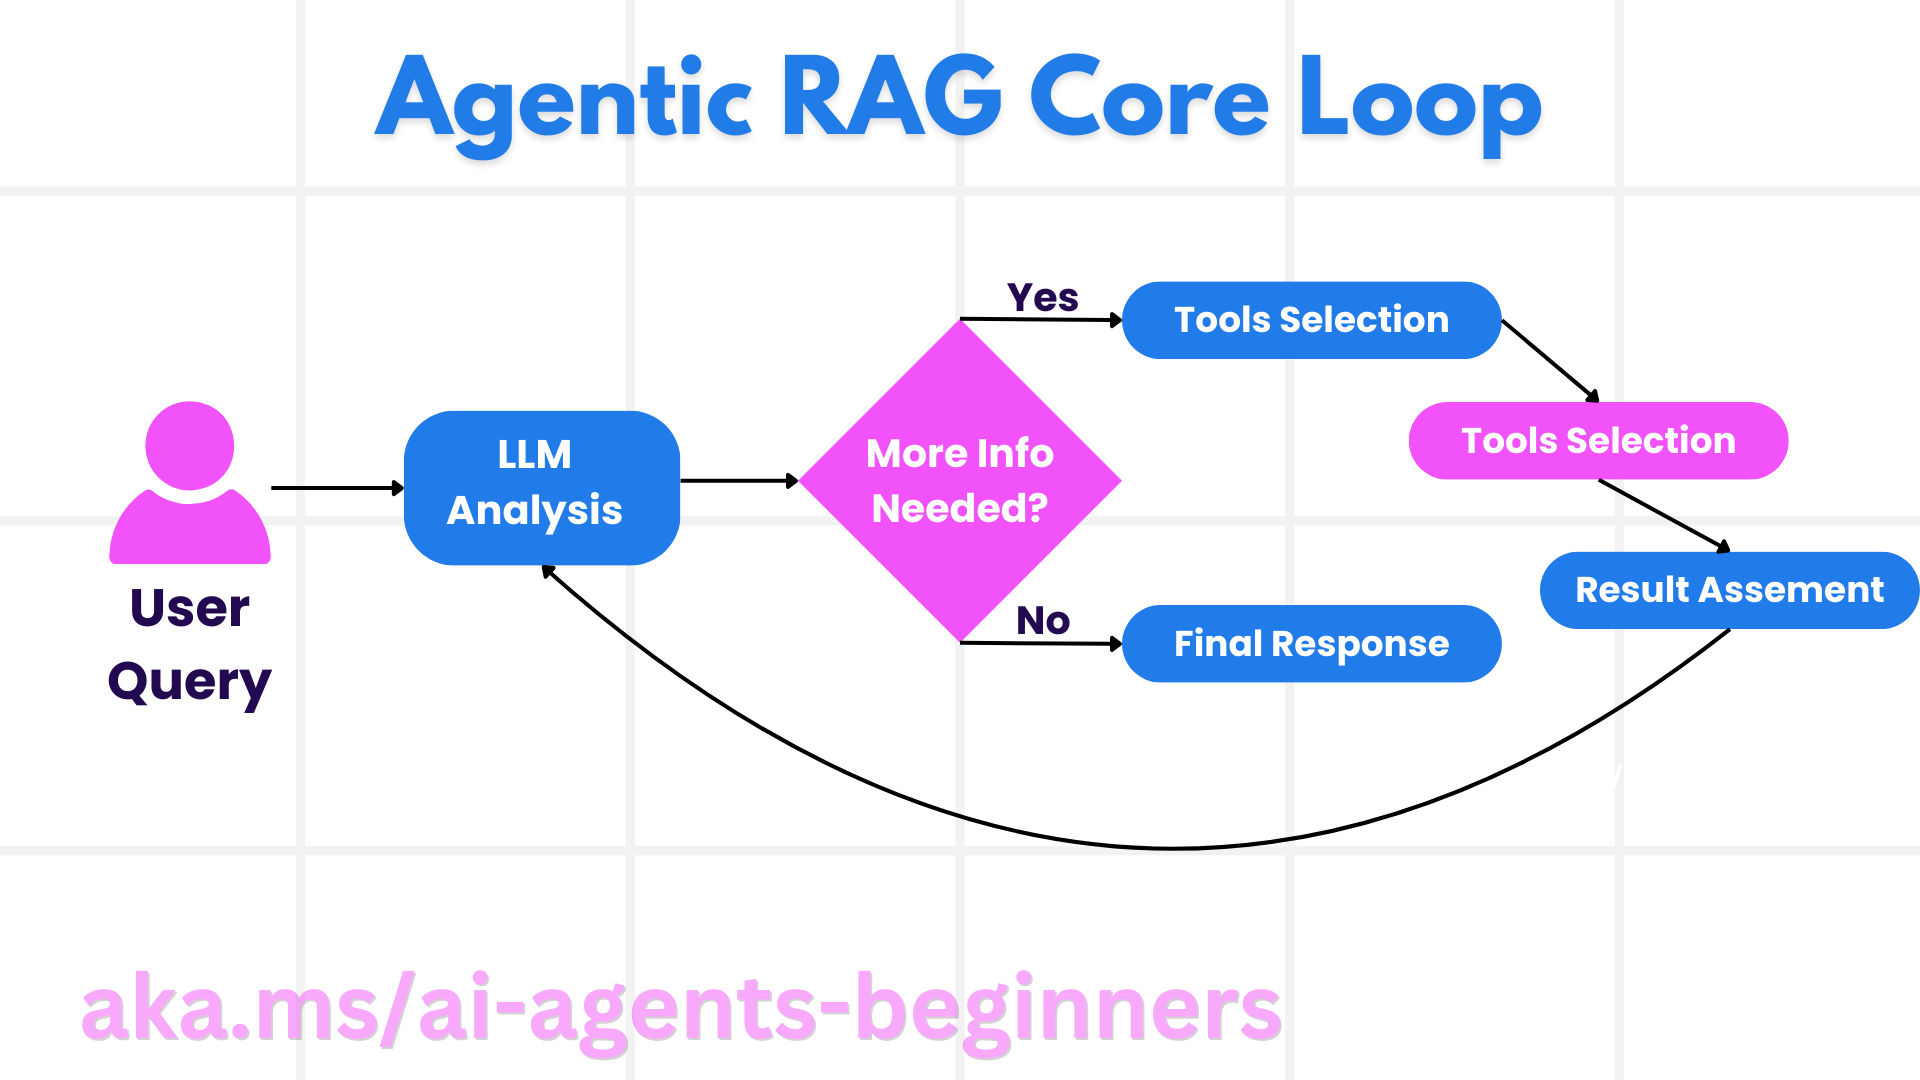 Agentic RAG Core Loop
User
Query
LLM
Analysis
More Info
Needed?
Yes
Tools Selection
Tools Selection
Result Assement
No
Final Response
aka.ms/ai-agents-beginners